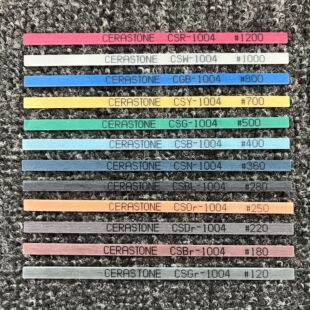 CERASTONE CSR-1004 #1200
CERASTONE CSW-1004 #1000
CERASTONE CGB-1004 #800
CERASTONE CSY-1004 #700
CERASTONE CSG-1004 #500
CERASTONE CSB-1004 #400
CERASTONE CSN-1004 #360
CERASTONE CSBL-1004 #280
CERASTONE CSOr-1004 #250
CERASTONE CSDr-1004 #220
CERASTONE CSBr-1004 #180
CERASTONE CSGr-1004 #120